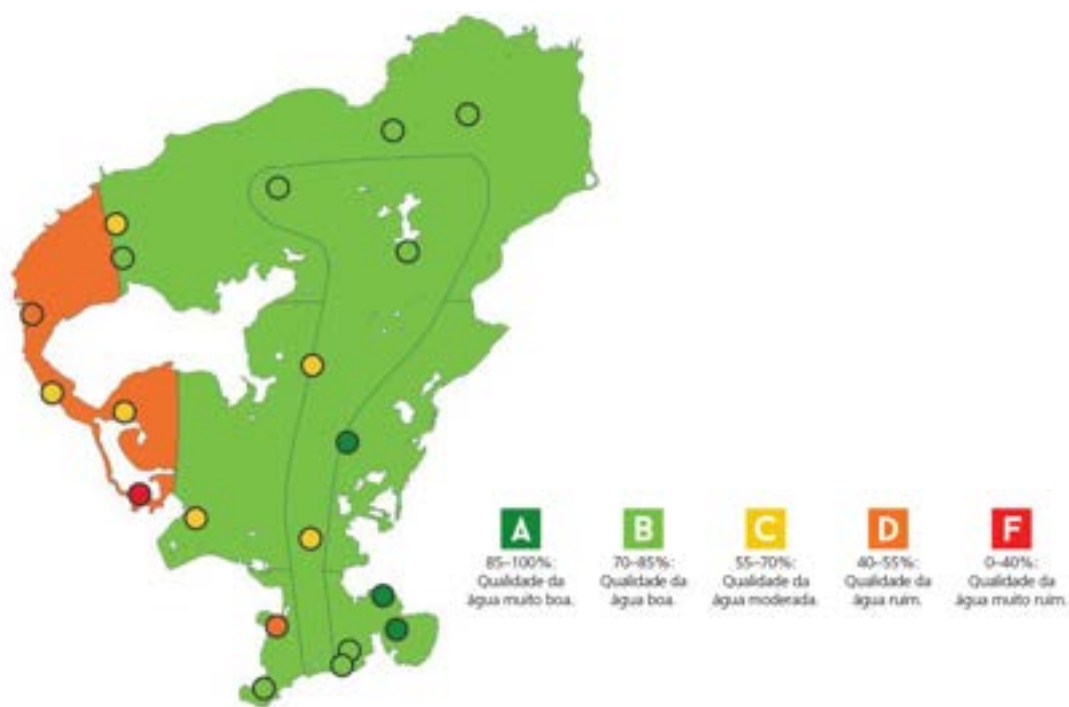 A
85–100%:
Qualidade da
água muito boa.
B
70–85%:
Qualidade da
água boa.
C
55–70%:
Qualidade da
água moderada.
D
40–55%:
Qualidade da
água ruim.
F
0–40%:
Qualidade da
água muito ruim.